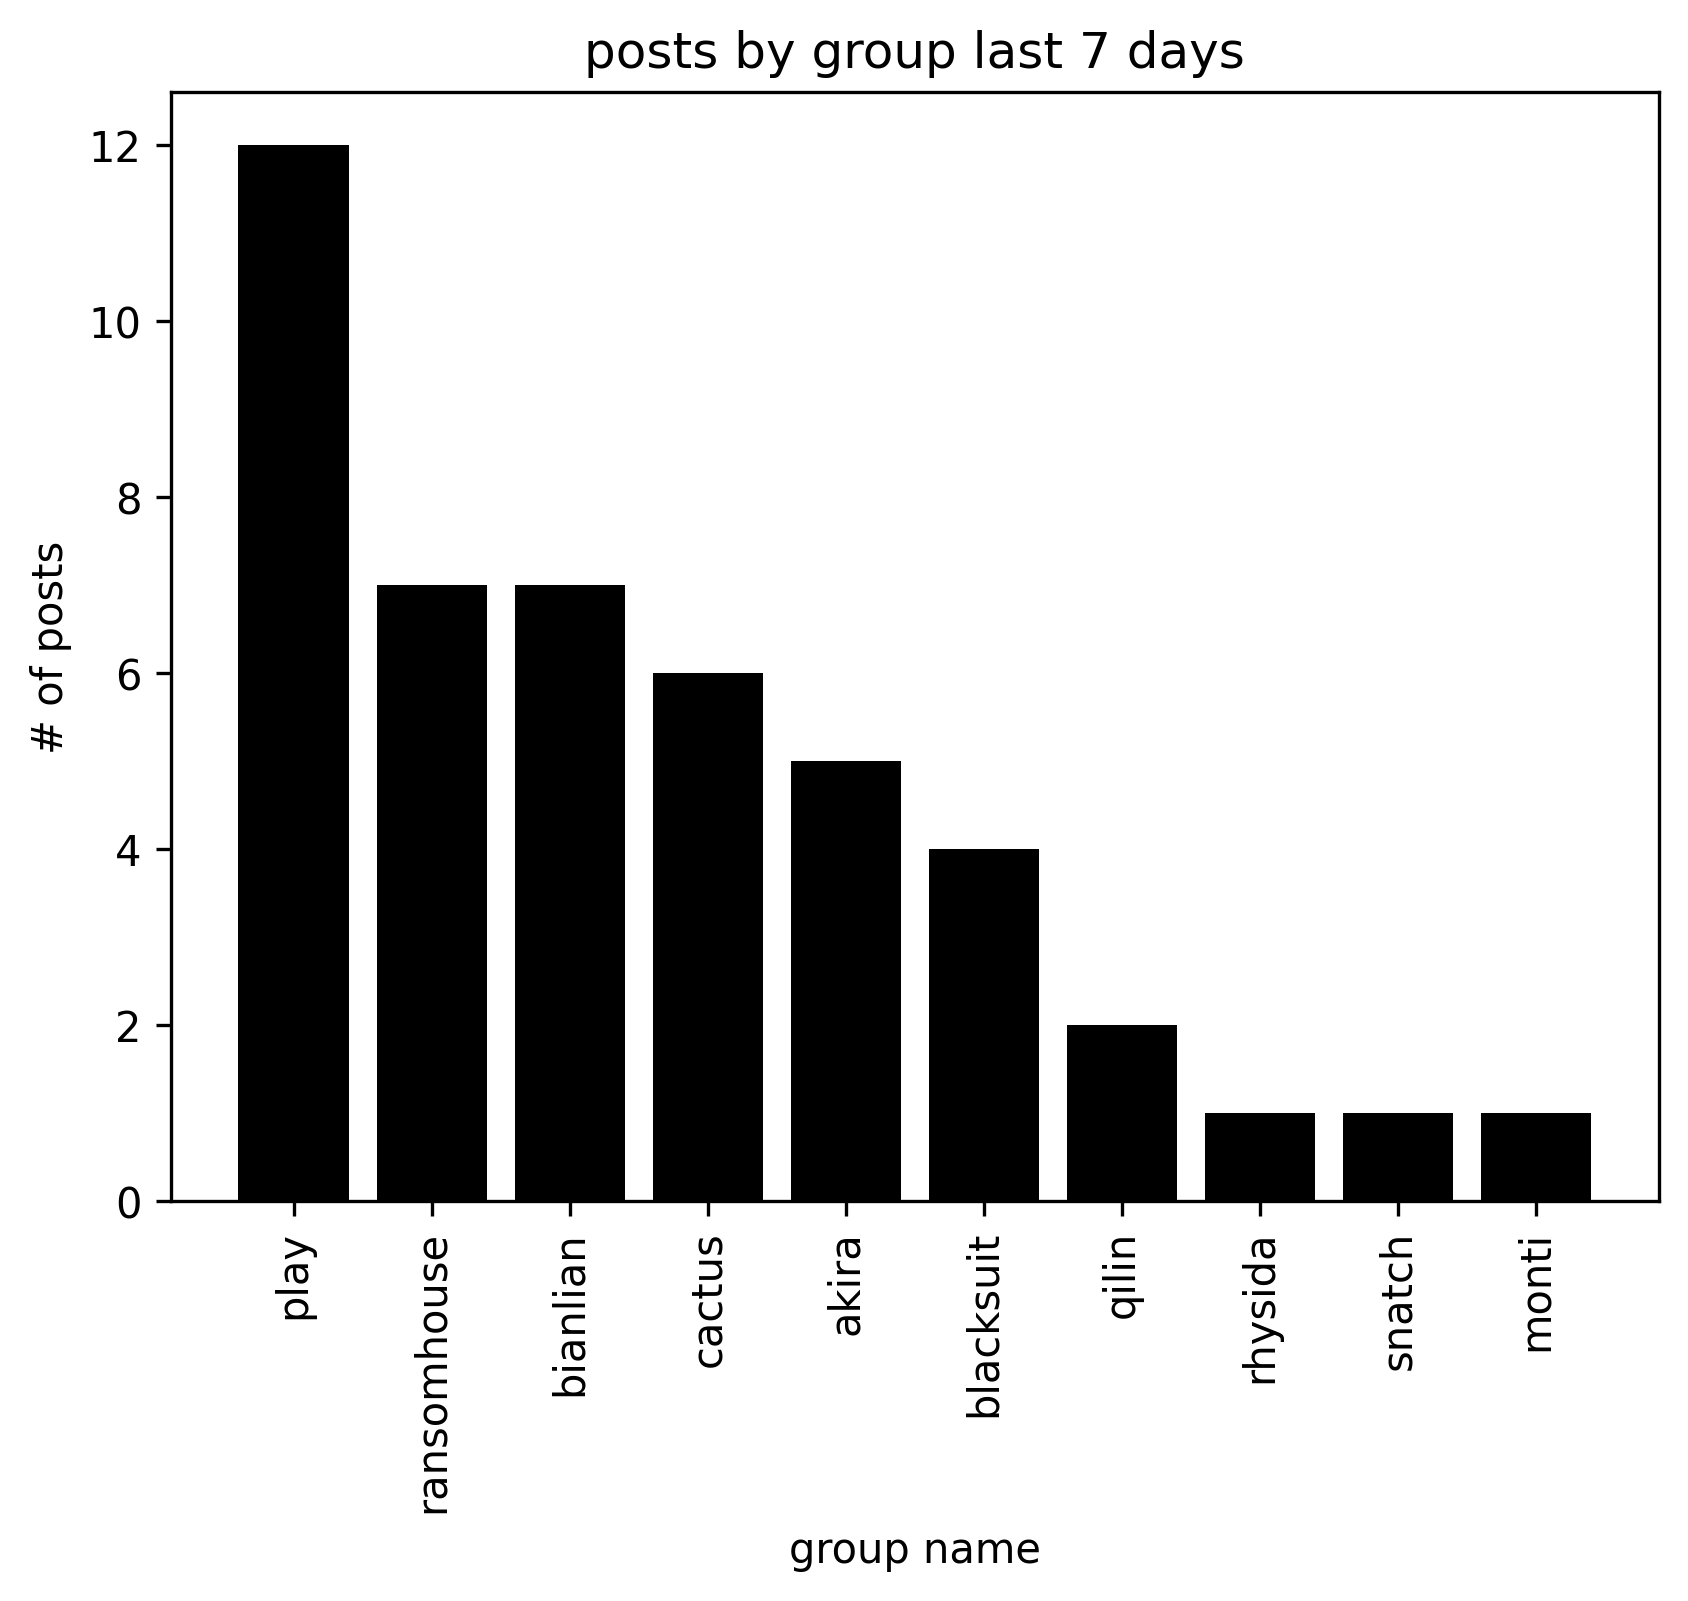 posts by group last 7 days
12
10
8
6
4
2
0
# of posts
play
ransomhouse
bianlian
cactus
akira
blacksuit
qilin
rhysida
snatch
monti
group name